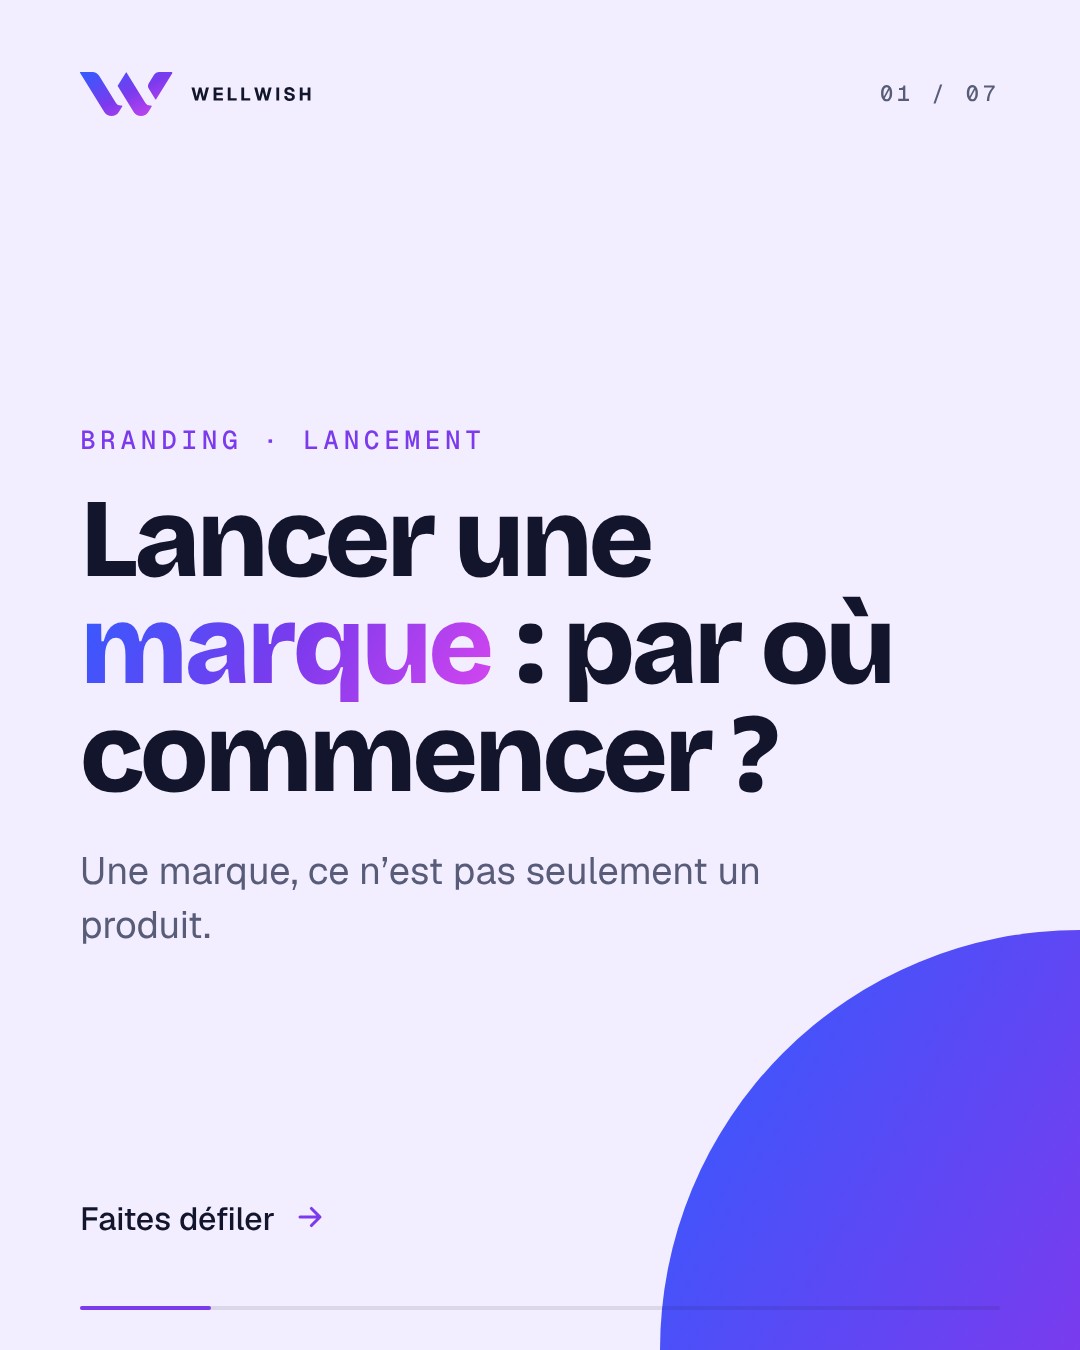 WELLWISH
01 / 07
BRANDING · LANCEMENT
Lancer une
marque : par où
commencer ?
Une marque, ce n’est pas seulement un
produit.
Faites défiler →